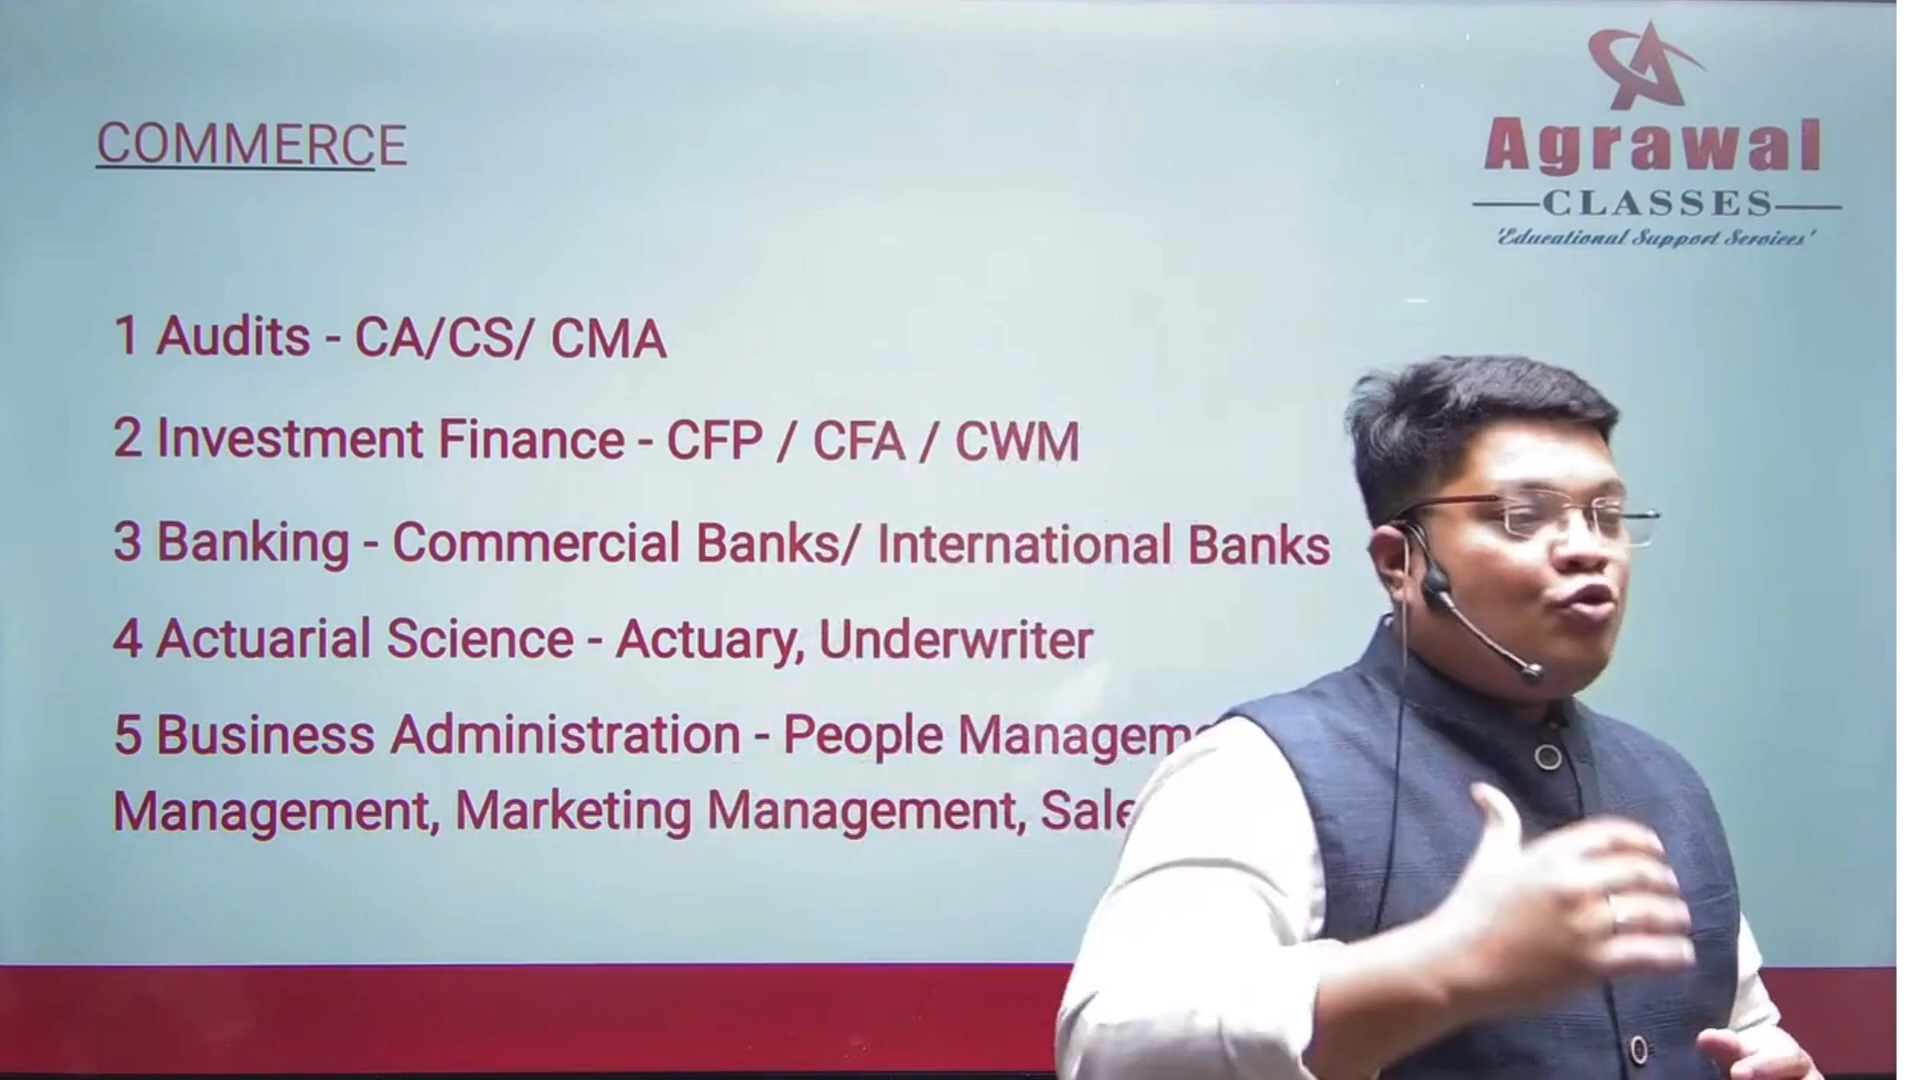 COMMERCE
Agrawal
CLASSES
'Educational Support Services'
1 Audits - CA/CS/ CMA
2 Investment Finance - CFP / CFA / CWM
3 Banking - Commercial Banks/ International Banks
4 Actuarial Science - Actuary, Underwriter
5 Business Administration - People
Management, Marketing Management,